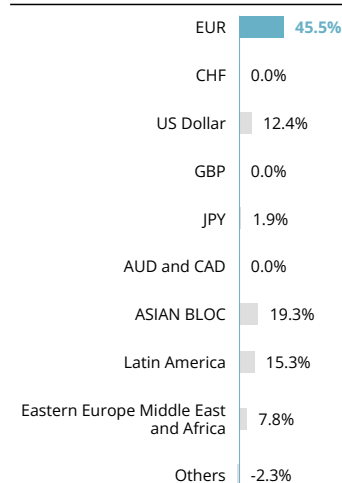 EUR 45.5%
CHF 0.0%
US Dollar 12.4%
GBP 0.0%
JPY 1.9%
AUD and CAD 0.0%
ASIAN BLOC 19.3%
Latin America 15.3%
Eastern Europe Middle East
and Africa 7.8%
Others -2.3%